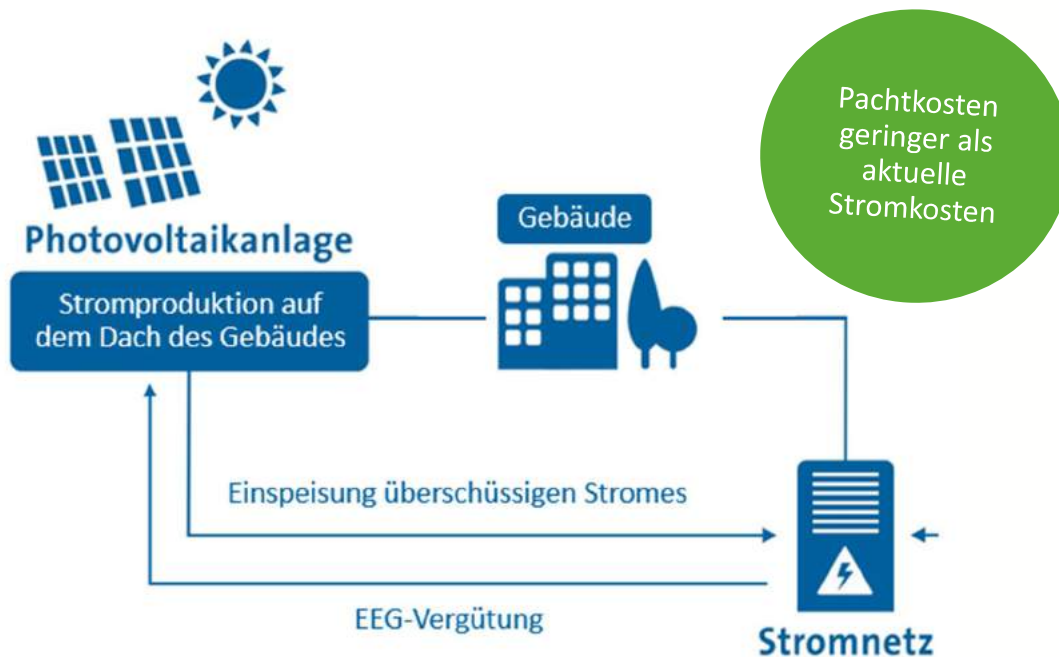 Pachtkosten
geringer als
aktuelle
Stromkosten
Photovoltaikanlage
Gebäude
Stromproduktion auf
dem Dach des Gebäudes
Einspeisung überschüssigen Stromes
EEG-Vergütung
Stromnetz